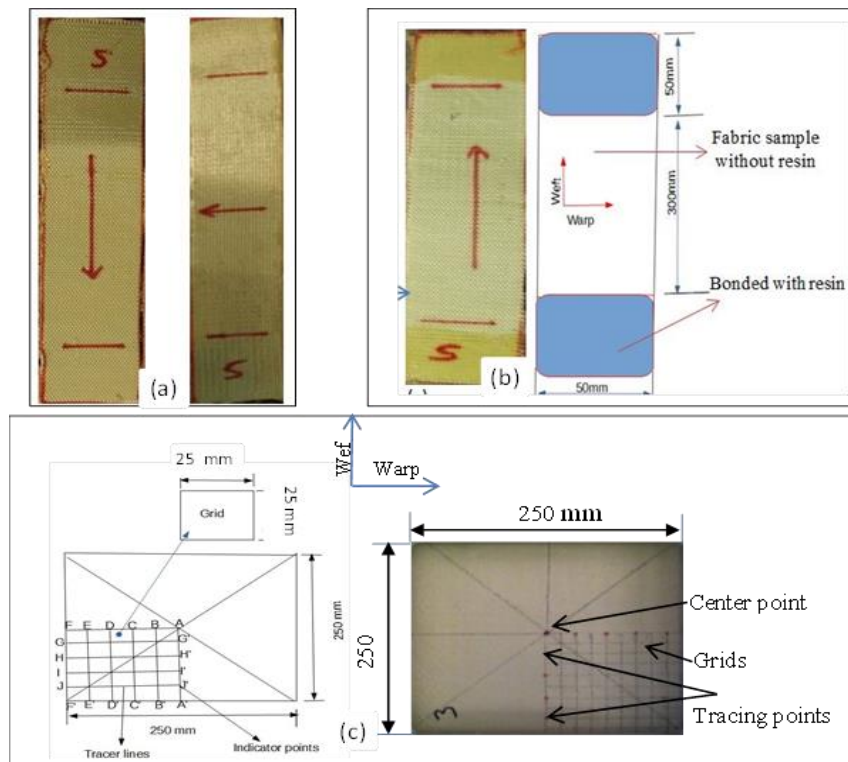 S
S
(a)
S
(b)
50mm
300mm
50mm
Fabric sample
without resin
Weft
Warp
Bonded with resin
25 mm
25 mm
Grid
F E D C B A
G G'
H H'
I I'
J J'
F' E' D' C' B' A'
250 mm
250 mm
Tracer lines
Indicator points
(c)
Wef
Warp
250 mm
250
Center point
Grids
Tracing points
3